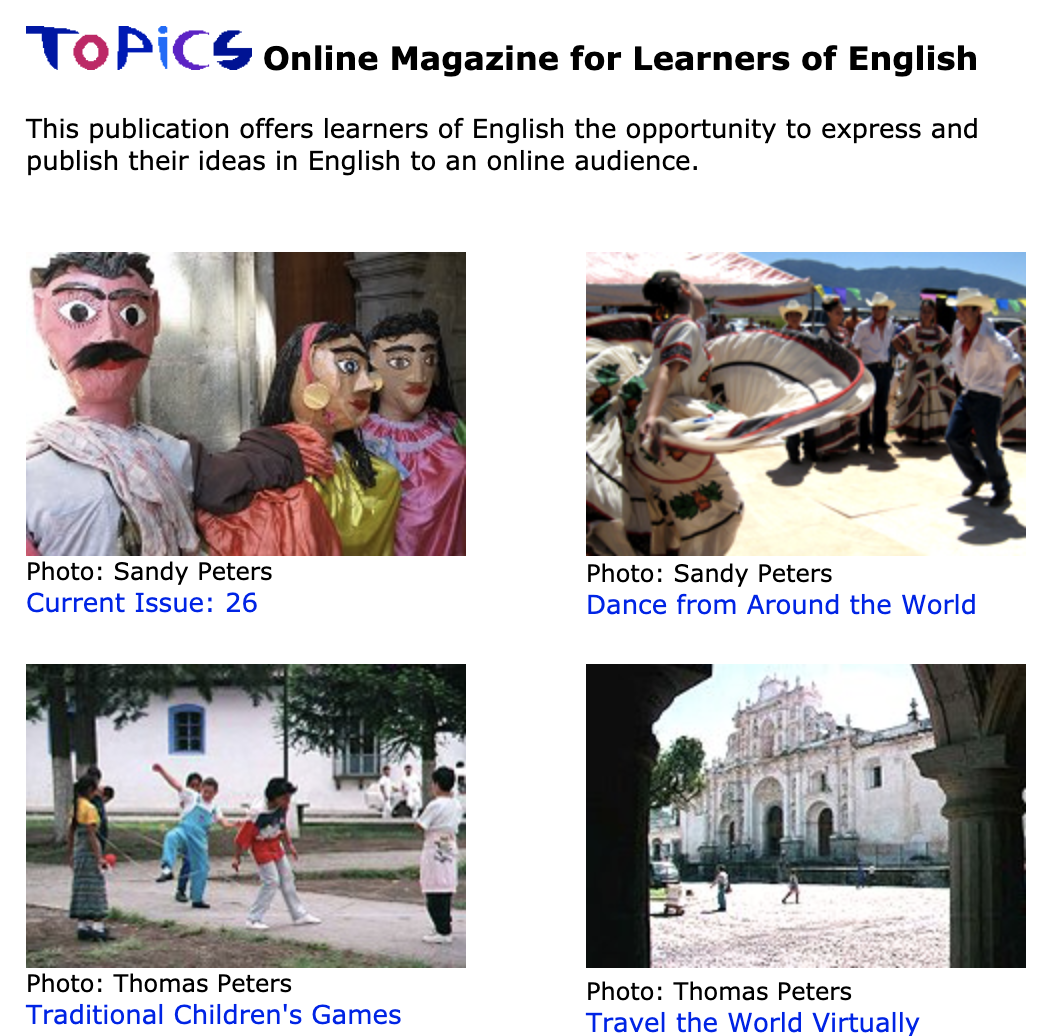 TOPiCS Online Magazine for Learners of English
This publication offers learners of English the opportunity to express and
publish their ideas in English to an online audience.
Photo: Sandy Peters
Current Issue: 26
Photo: Sandy Peters
Dance from Around the World
Photo: Thomas Peters
Traditional Children's Games
Photo: Thomas Peters
Travel the World Virtually